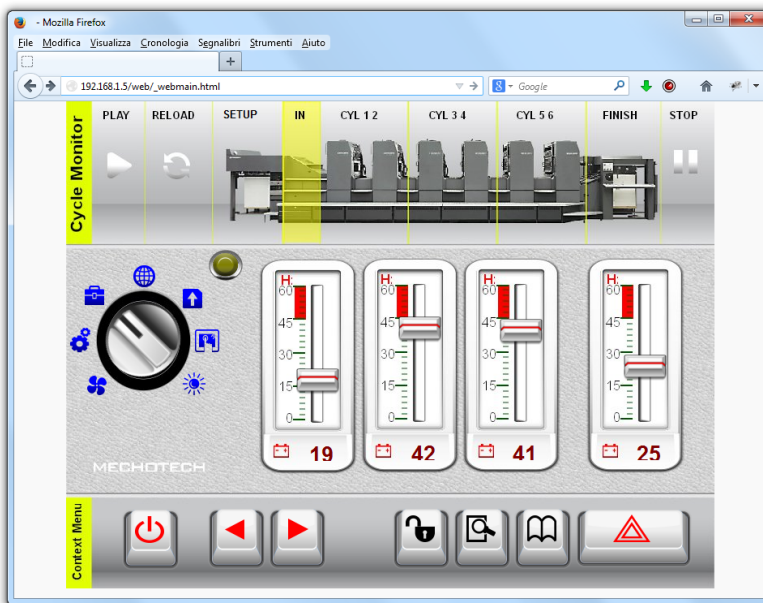 - Mozilla Firefox
File Modifica Visualizza Cronologia Segnalibri Strumenti Aiuto
+
192.168.1.5/web/_webmain.html
8 Google
Cycle Monitor
PLAY RELOAD SETUP IN CYL 1 2 CYL 3 4 CYL 5 6 FINISH STOP
H: H: H: H:
60 60 60 60
45 45 45 45
30 30 30 30
15 15 15 15
0 0 0 0
19 42 41 25
MECHOTECH
Context Menu